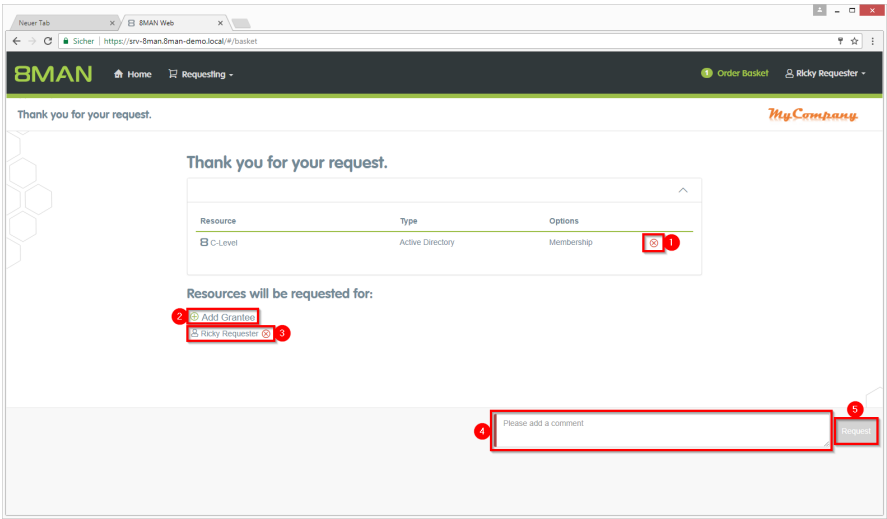 Neuer Tab
8MAN Web
Sicher | https://srv-8man.8man-demo.local/#/basket
8MAN Home Requesting 1 Order Basket Ricky Requester
Thank you for your request. MyCompany
Thank you for your request.
Resource Type Options
C-Level Active Directory Membership 1
Resources will be requested for:
2 Add Grantee
Ricky Requester 3
5
4 Please add a comment
Request